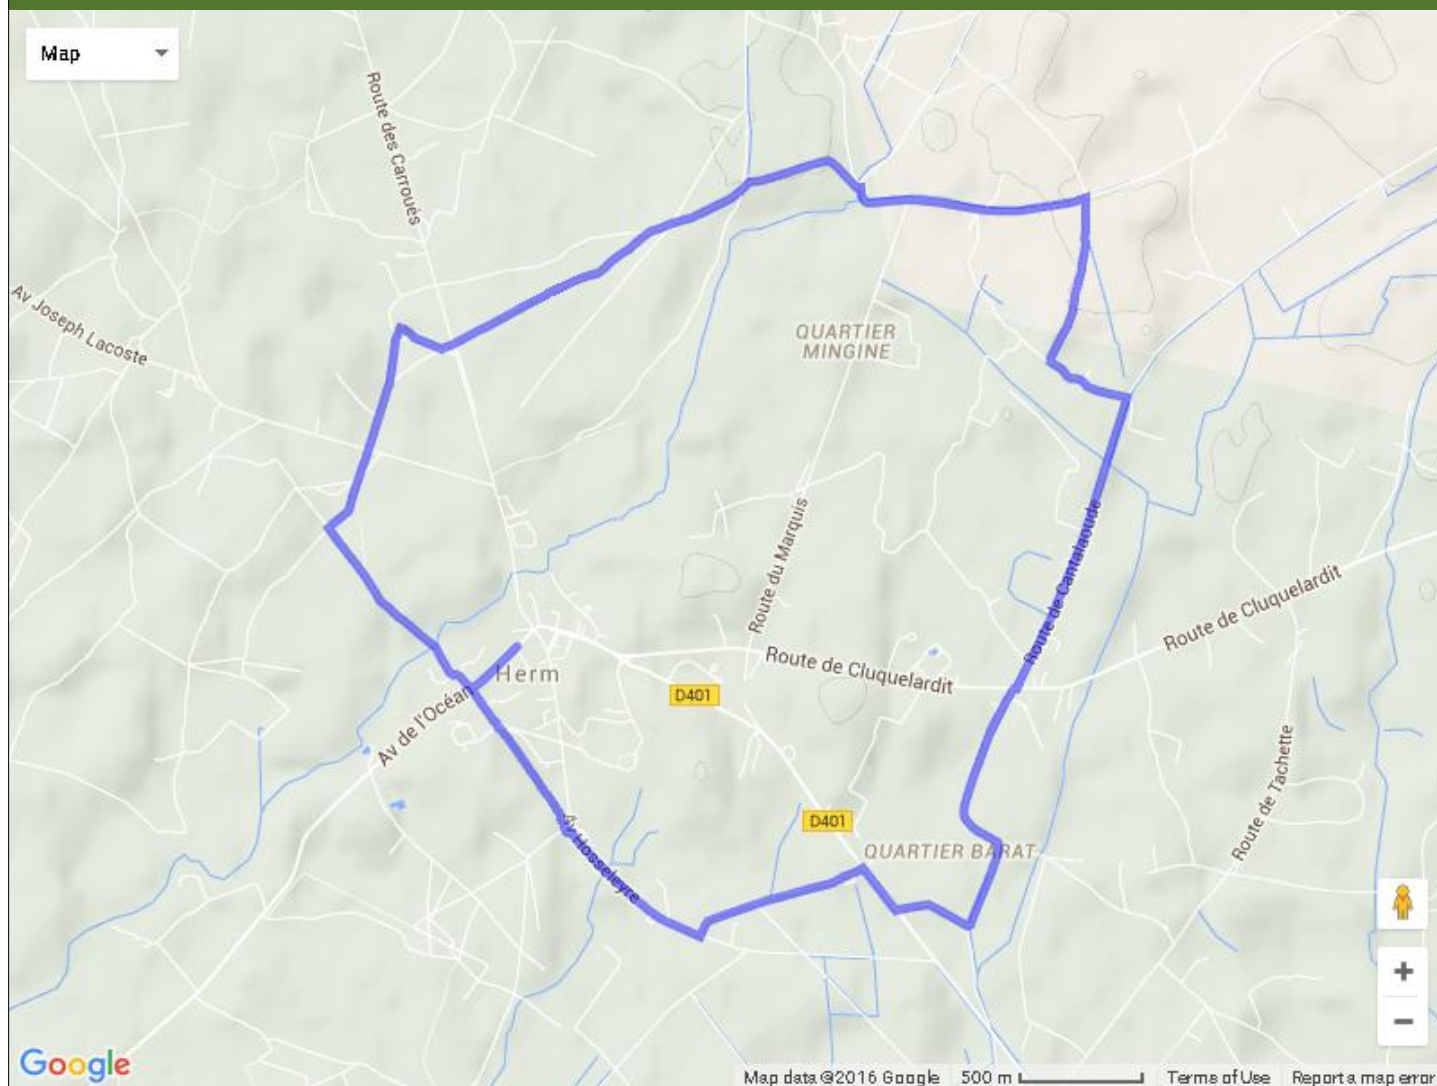 Map
Route des Carroués
Av Joseph Lacoste
QUARTIER
MINGINE
Route du Marquis
Route de Cantalaoude
Route de Cluquelardit
Route de Cluquelardit
Herm
D401
Av de l'Océan
Route de Tachette
D401
QUARTIER BARAT
Av Hosseleyre
Google
Map data ©2016 Google 500 m Terms of Use Report a map error